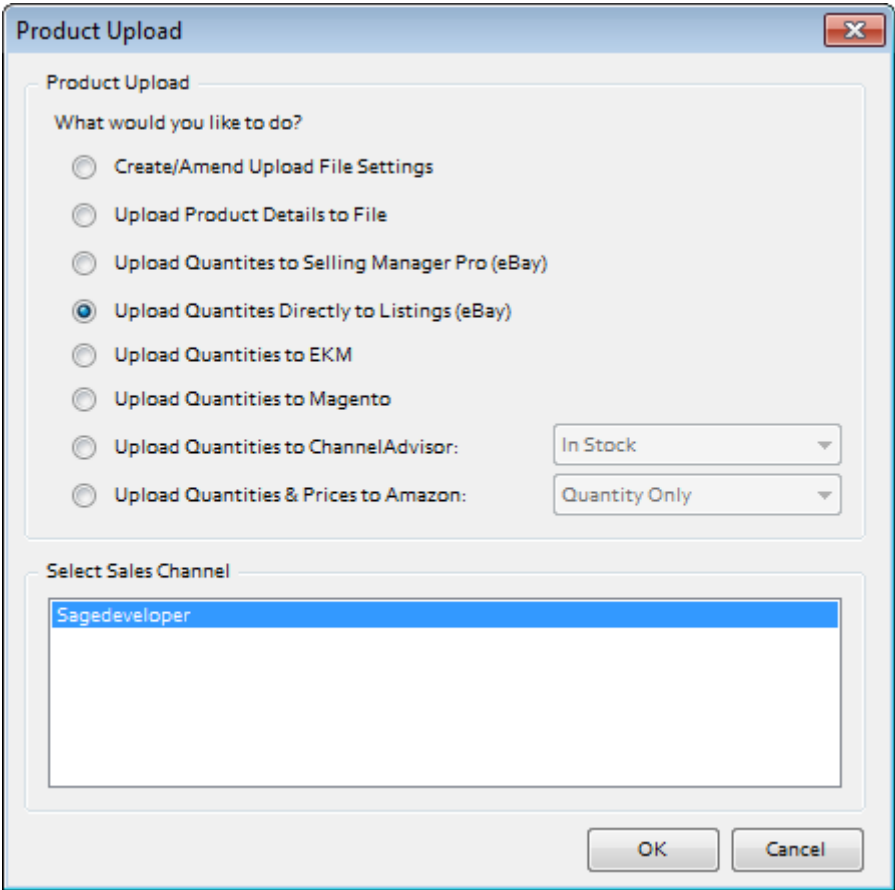 Product Upload
Product Upload
What would you like to do?
Create/Amend Upload File Settings
Upload Product Details to File
Upload Quantites to Selling Manager Pro (eBay)
Upload Quantites Directly to Listings (eBay)
Upload Quantities to EKM
Upload Quantities to Magento
Upload Quantities to ChannelAdvisor: In Stock
Upload Quantities & Prices to Amazon: Quantity Only
Select Sales Channel
Sagedeveloper
OK Cancel